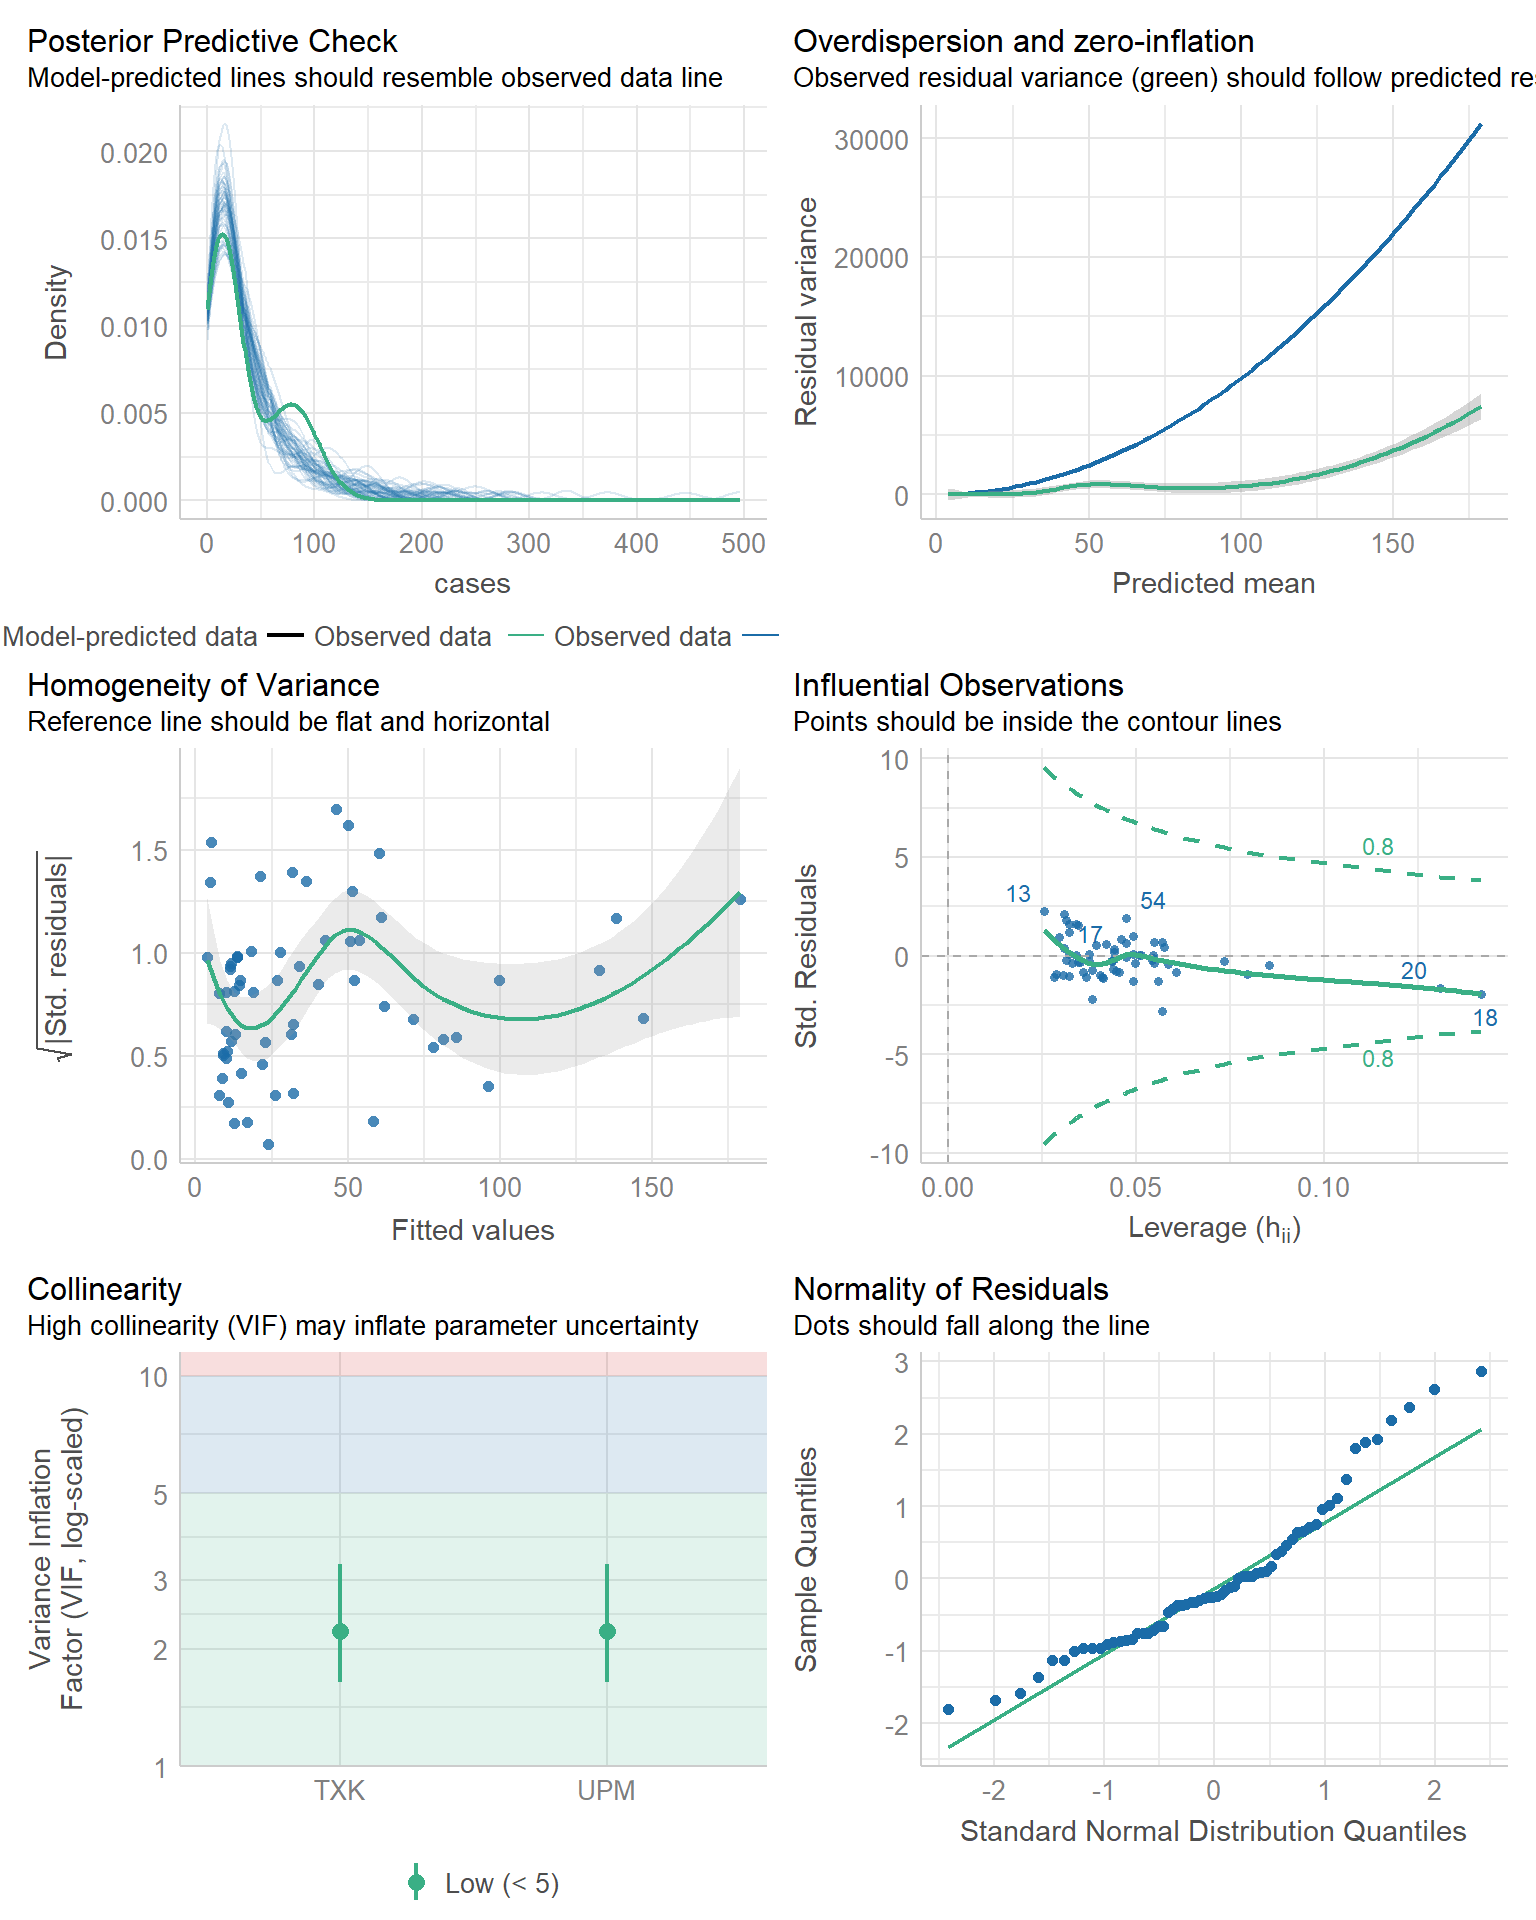 Posterior Predictive Check
Model-predicted lines should resemble observed data line
0.020
0.015
0.010
0.005
0.000
Density
0 100 200 300 400 500
cases
Model-predicted data Observed data Observed data
Overdispersion and zero-inflation
Observed residual variance (green) should follow predicted res
30000
20000
10000
0
Residual variance
0 50 100 150
Predicted mean
Homogeneity of Variance
Reference line should be flat and horizontal
1.5
1.0
0.5
0.0
√|Std. residuals|
0 50 100 150
Fitted values
Influential Observations
Points should be inside the contour lines
10
5
0
-5
-10
Std. Residuals
0.8
13
54
17
20
18
0.8
0.00 0.05 0.10
Leverage (hii)
Collinearity
High collinearity (VIF) may inflate parameter uncertainty
10
5
3
2
1
Variance Inflation
Factor (VIF, log-scaled)
TXK UPM
Low (< 5)
Normality of Residuals
Dots should fall along the line
3
2
1
0
-1
-2
Sample Quantiles
-2 -1 0 1 2
Standard Normal Distribution Quantiles